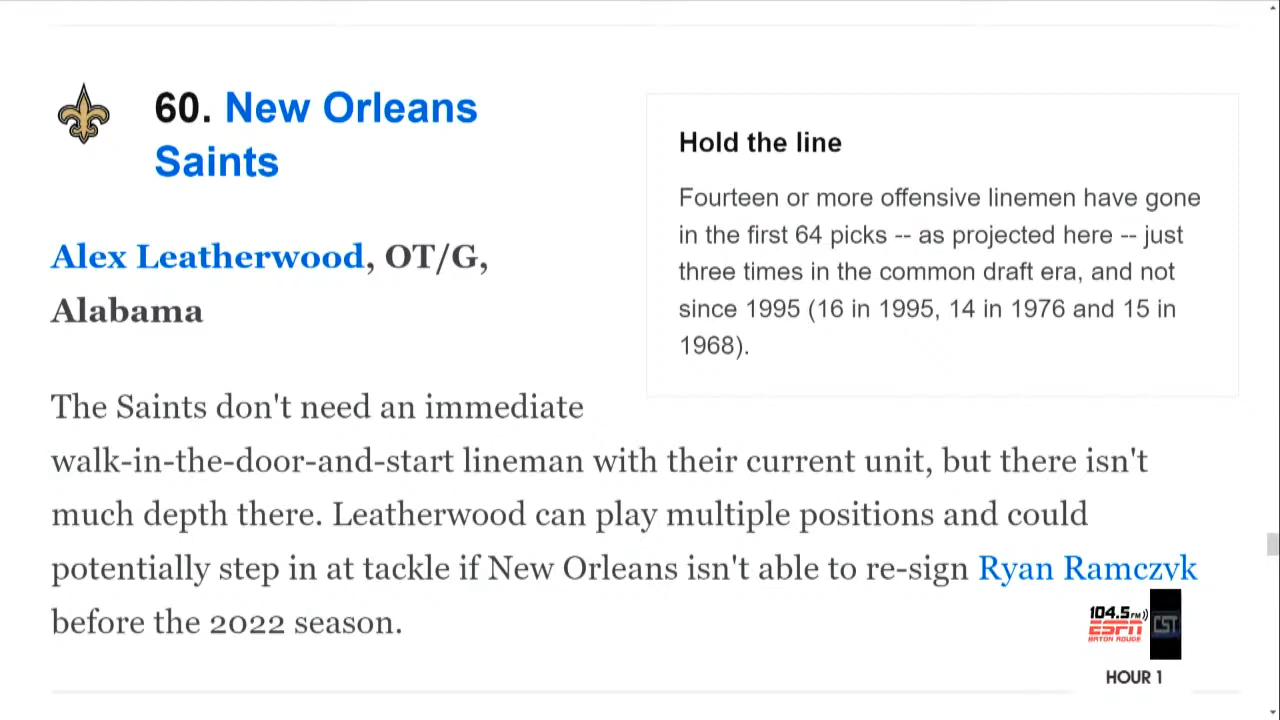 60. New Orleans
Saints
Alex Leatherwood, OT/G,
Alabama
Hold the line
Fourteen or more offensive linemen have gone
in the first 64 picks -- as projected here -- just
three times in the common draft era, and not
since 1995 (16 in 1995, 14 in 1976 and 15 in
1968).
The Saints don't need an immediate
walk-in-the-door-and-start lineman with their current unit, but there isn't
much depth there. Leatherwood can play multiple positions and could
potentially step in at tackle if New Orleans isn't able to re-sign Ryan Ramczyk
before the 2022 season.
104.5 FM
ESPN
BATON ROUGE
CST
HOUR 1